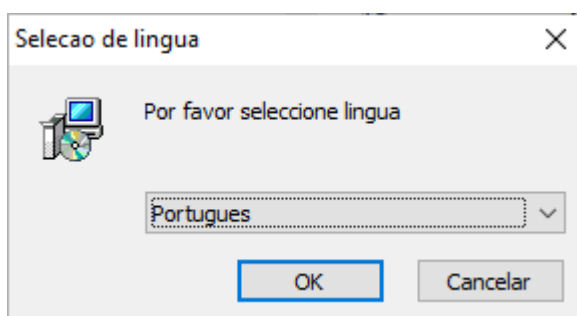 Selecao de lingua
Por favor seleccione lingua
Portugues
OK
Cancelar